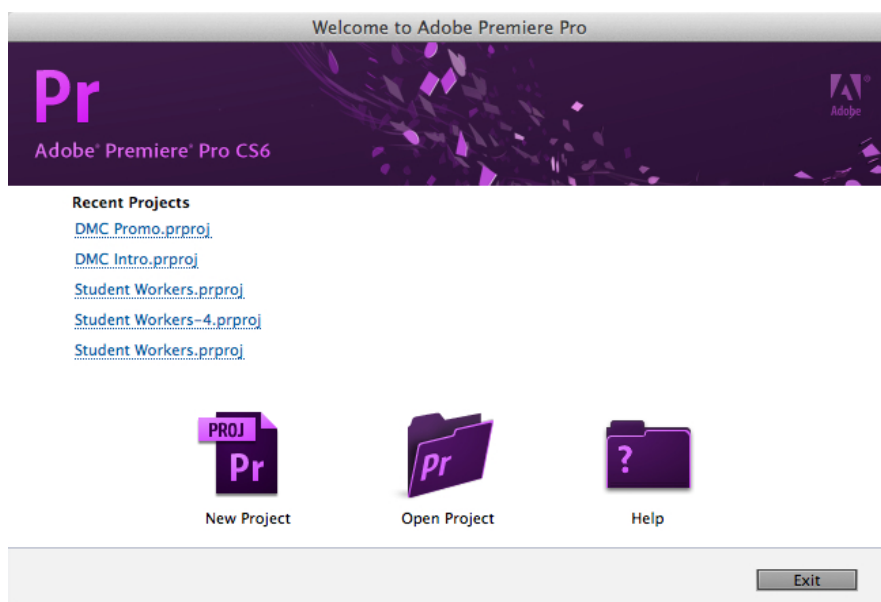 Welcome to Adobe Premiere Pro
Pr
Adobe
Adobe® Premiere® Pro CS6
Recent Projects
DMC Promo.prproj
DMC Intro.prproj
Student Workers.prproj
Student Workers-4.prproj
Student Workers.prproj
PROJ
Pr
Pr
?
New Project
Open Project
Help
Exit